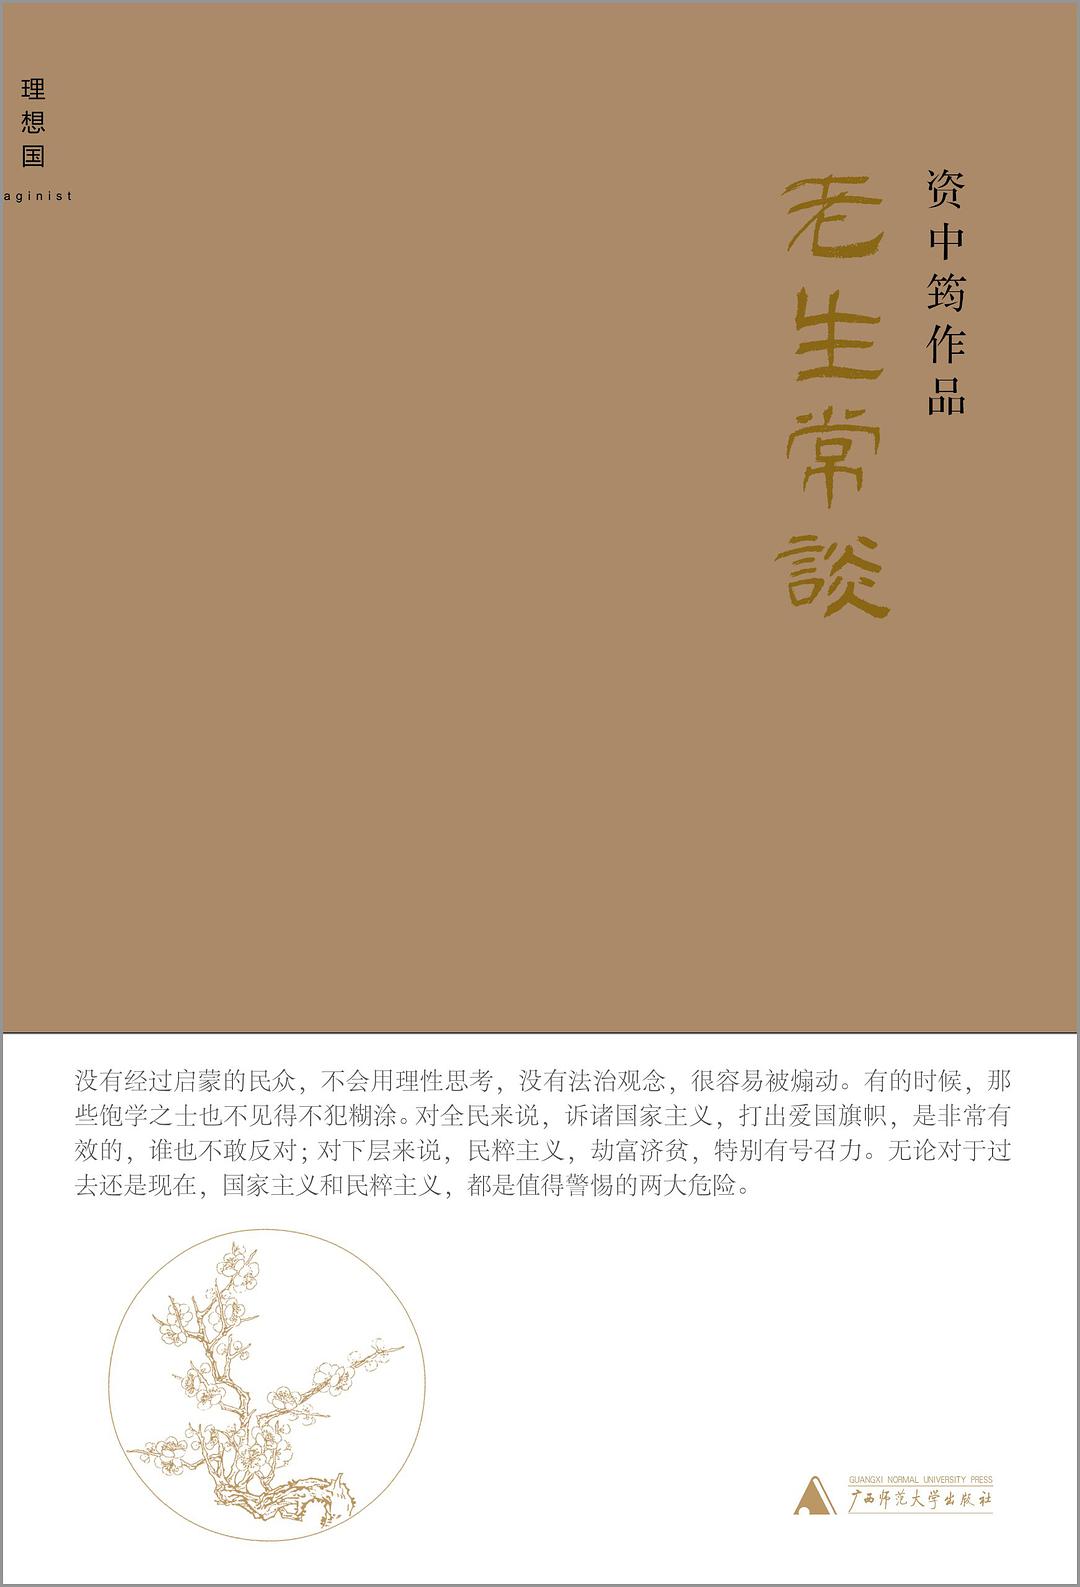 理想国
aginist
资中筠作品
老生常談
没有经过启蒙的民众，不会用理性思考，没有法治观念，很容易被煽动。有的时候，那
些饱学之士也不见得不犯糊涂。对全民来说，诉诸国家主义，打出爱国旗帜，是非常有
效的，谁也不敢反对；对下层来说，民粹主义，劫富济贫，特别有号召力。无论对于过
去还是现在，国家主义和民粹主义，都是值得警惕的两大危险。
GUANGXI NORMAL UNIVERSITY PRESS
广西师范大学出版社